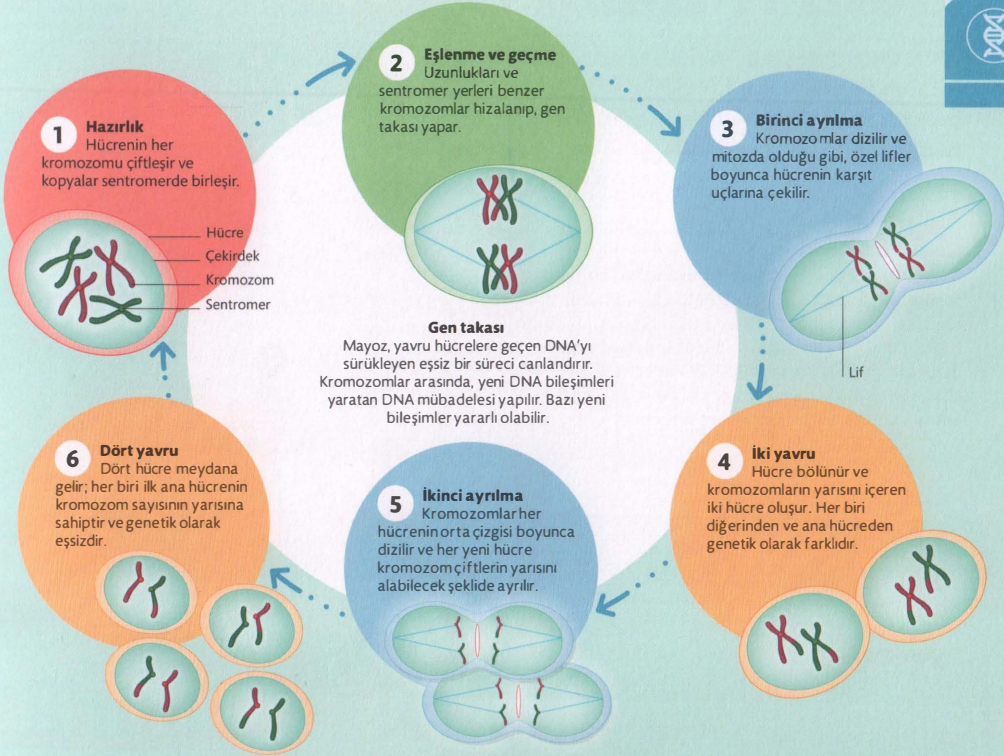 1 Hazırlık
Hücrenin her
kromozomu çiftleşir ve
kopyalar sentromerde birleşir.
Hücre
Çekirdek
Kromozom
Sentromer
2 Eşlenme ve geçme
Uzunlukları ve
sentromer yerleri benzer
kromozomlar hizalanıp, gen
takası yapar.
3 Birinci ayrılma
Kromozomlar dizilir ve
mitozda olduğu gibi, özel lifler
boyunca hücrenin karşıt
uçlarına çekilir.
Lif
Gen takası
Mayoz, yavru hücrelere geçen DNA'yı
sürükleyen eşsiz bir süreci canlandırır.
Kromozomlar arasında, yeni DNA bileşimleri
yaratan DNA mübadelesi yapılır. Bazı yeni
bileşimler yararlı olabilir.
4 İki yavru
Hücre bölünür ve
kromozomların yarısını içeren
iki hücre oluşur. Her biri
diğerinden ve ana hücreden
genetik olarak farklıdır.
5 İkinci ayrılma
Kromozomlar her
hücrenin orta çizgisi boyunca
dizilir ve her yeni hücre
kromozom çiftlerin yarısını
alabilecek şeklide ayrılır.
6 Dört yavru
Dört hücre meydana
gelir; her biri ilk ana hücrenin
kromozom sayısının yarısına
sahiptir ve genetik olarak
eşsizdir.